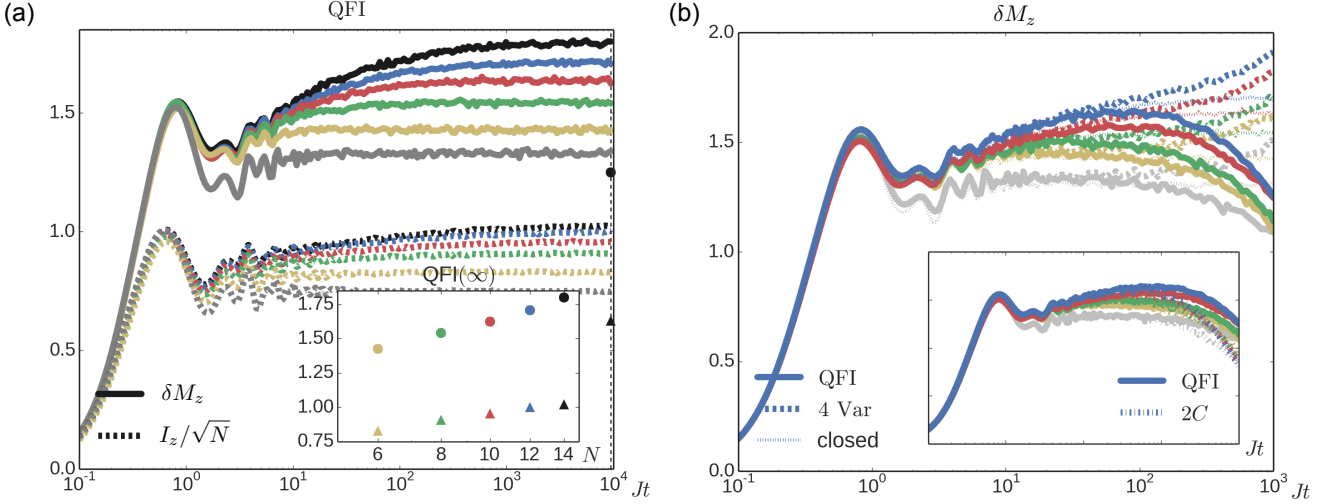 (a)
QFI
1.5
1.0
0.5
0.0
δM_z
I_z/√N
QFI(∞)
1.75
1.50
1.25
1.00
0.75
6 8 10 12 14 N
10^-1 10^0 10^1 10^2 10^3 10^4
Jt
(b)
δM_z
2.0
1.5
1.0
0.5
0.0
QFI
4 Var
closed
QFI
2C
Jt
10^-1 10^0 10^1 10^2 10^3
Jt